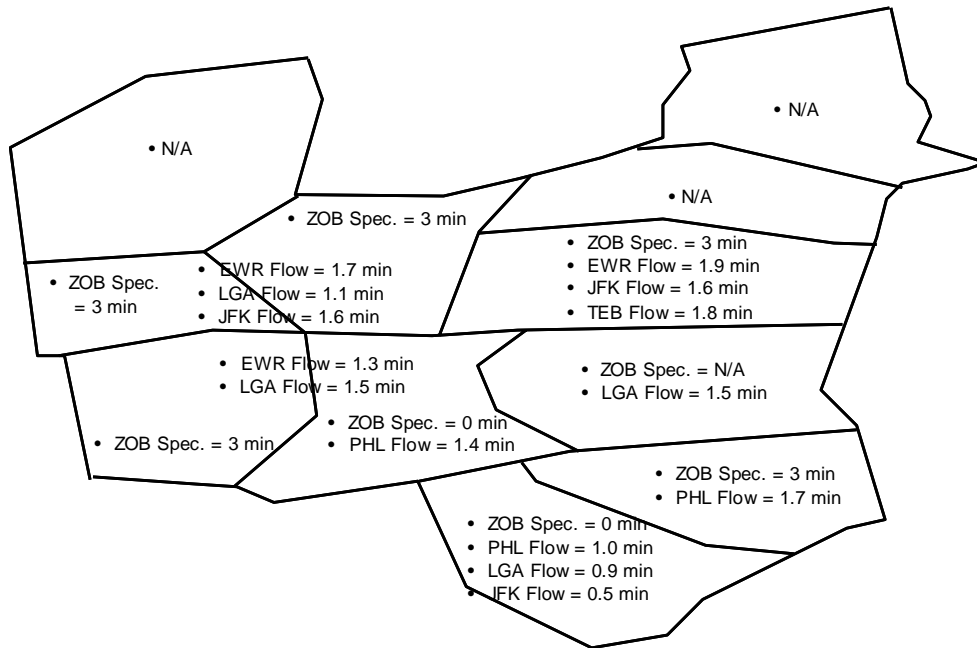 • N/A
• N/A
• N/A
• ZOB Spec. = 3 min
• ZOB Spec. = 3 min
• EWR Flow = 1.9 min
• JFK Flow = 1.6 min
• TEB Flow = 1.8 min
• ZOB Spec.
= 3 min
• EWR Flow = 1.7 min
• LGA Flow = 1.1 min
• JFK Flow = 1.6 min
• EWR Flow = 1.3 min
• LGA Flow = 1.5 min
• ZOB Spec. = N/A
• LGA Flow = 1.5 min
• ZOB Spec. = 0 min
• PHL Flow = 1.4 min
• ZOB Spec. = 3 min
• ZOB Spec. = 3 min
• PHL Flow = 1.7 min
• ZOB Spec. = 0 min
• PHL Flow = 1.0 min
• LGA Flow = 0.9 min
• JFK Flow = 0.5 min